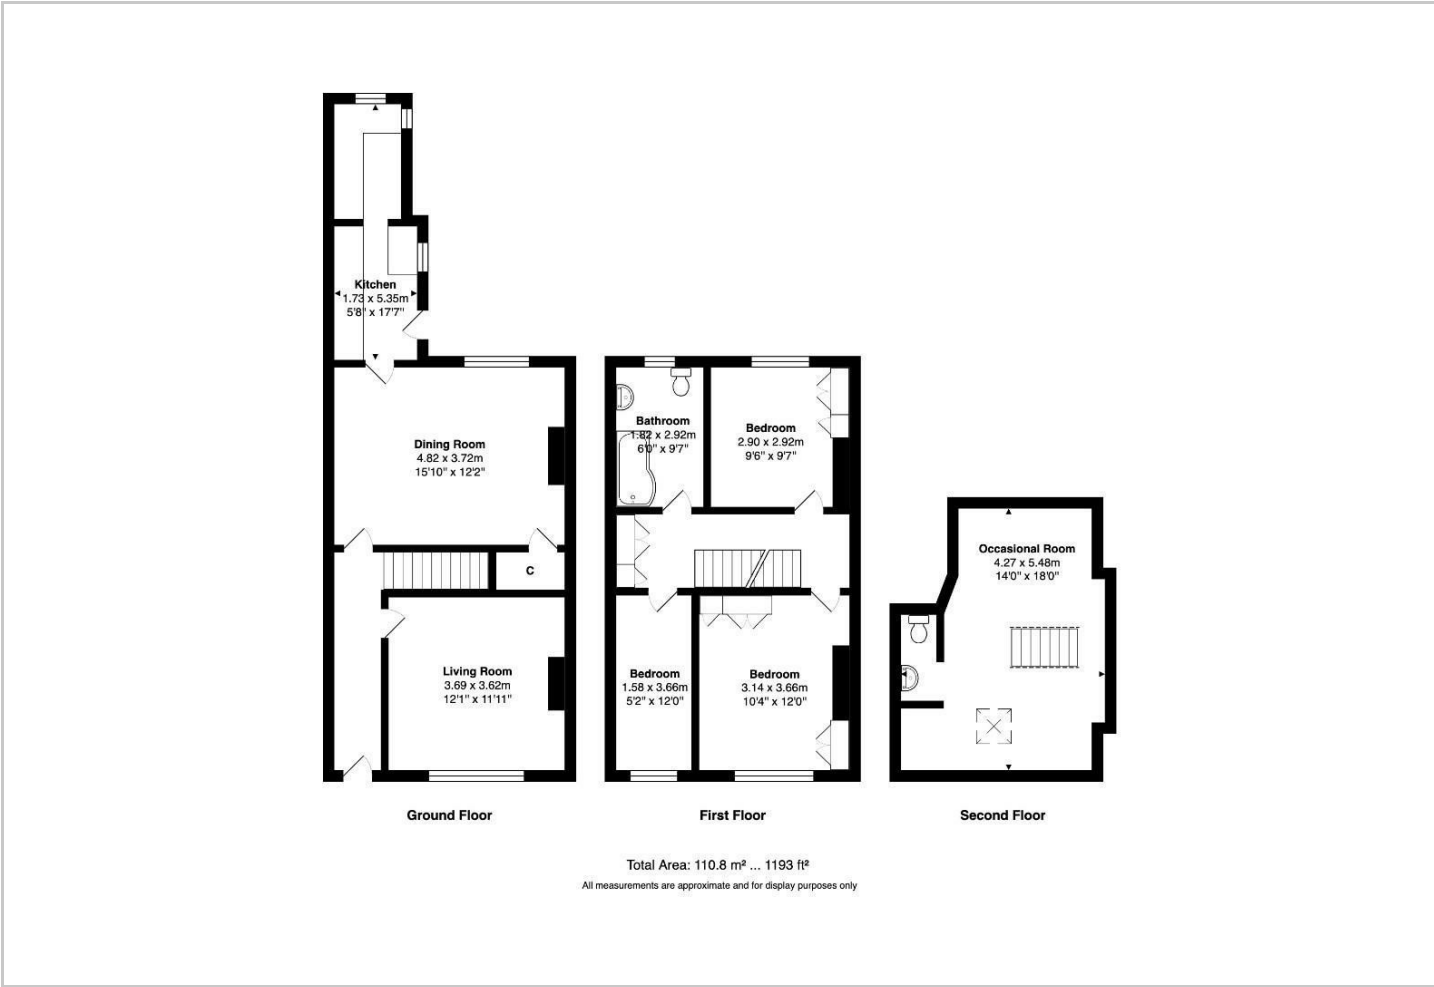 Kitchen
1.73 x 5.35m
5'8" x 17'7"
Dining Room
4.82 x 3.72m
15'10" x 12'2"
C
Living Room
3.69 x 3.62m
12'1" x 11'11"
Ground Floor
Bathroom
1.82 x 2.92m
6'0" x 9'7"
Bedroom
2.90 x 2.92m
9'6" x 9'7"
Bedroom
1.58 x 3.66m
5'2" x 12'0"
Bedroom
3.14 x 3.66m
10'4" x 12'0"
First Floor
Occasional Room
4.27 x 5.48m
14'0" x 18'0"
Second Floor
Total Area: 110.8 m² ... 1193 ft²
All measurements are approximate and for display purposes only